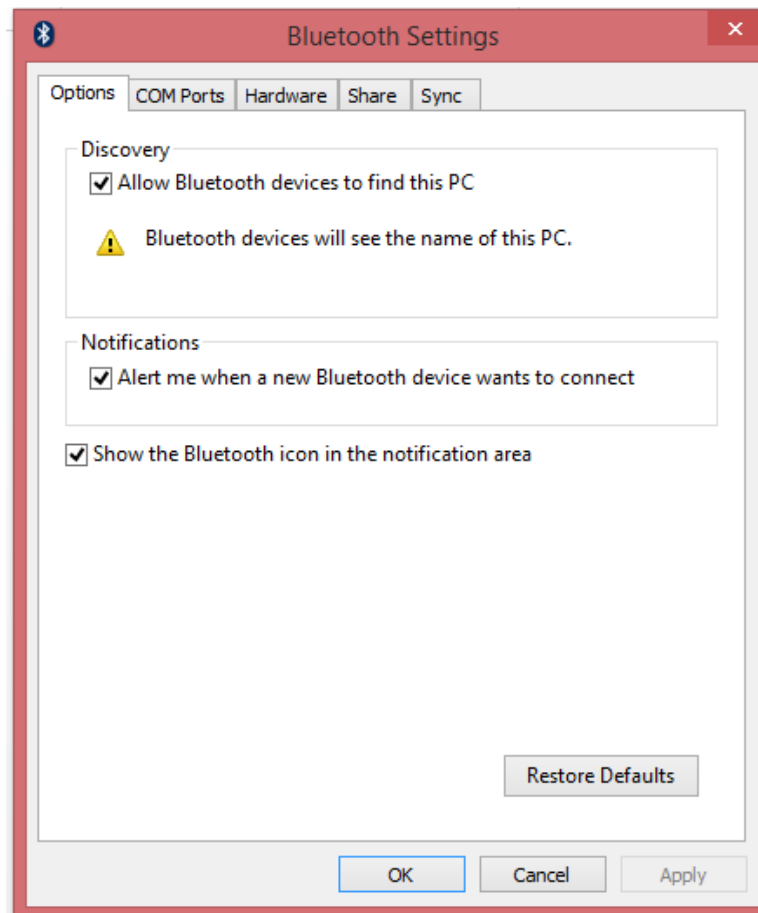 Bluetooth Settings
Options COM Ports Hardware Share Sync
Discovery
Allow Bluetooth devices to find this PC
Bluetooth devices will see the name of this PC.
Notifications
Alert me when a new Bluetooth device wants to connect
Show the Bluetooth icon in the notification area
Restore Defaults
OK Cancel Apply